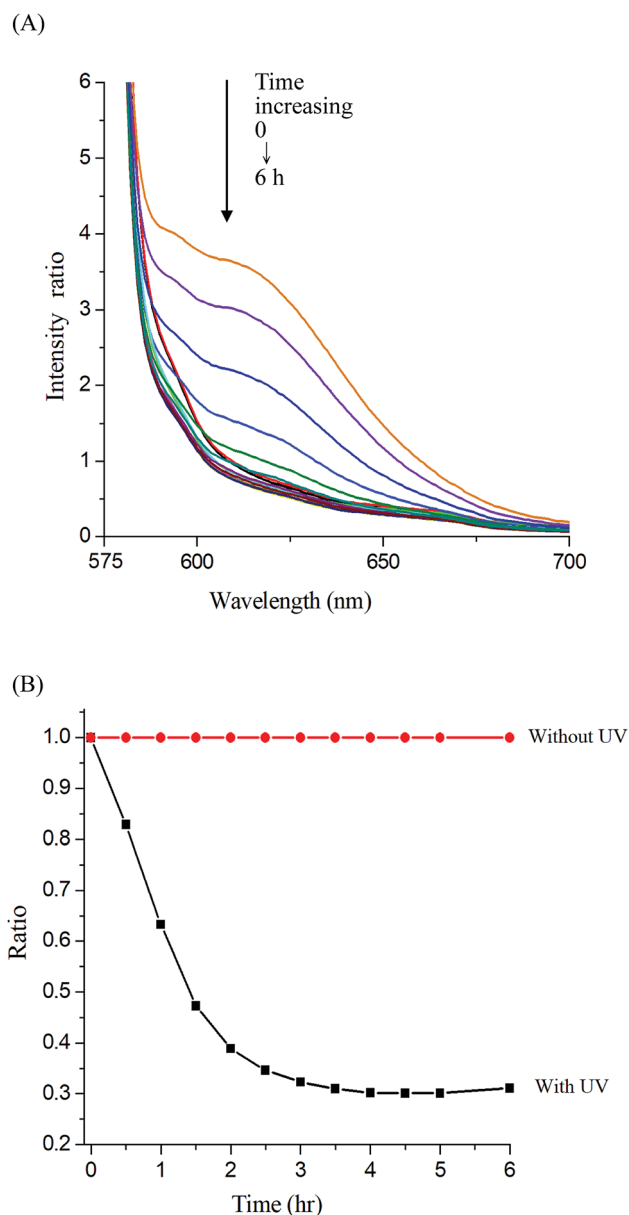 (A)
6
5
4
3
2
1
0
Intensity ratio
Time
increasing
0
↓
6 h
575
600
650
700
Wavelength (nm)
(B)
1.0
0.9
0.8
0.7
0.6
0.5
0.4
0.3
0.2
Ratio
Without UV
With UV
0
1
2
3
4
5
6
Time (hr)